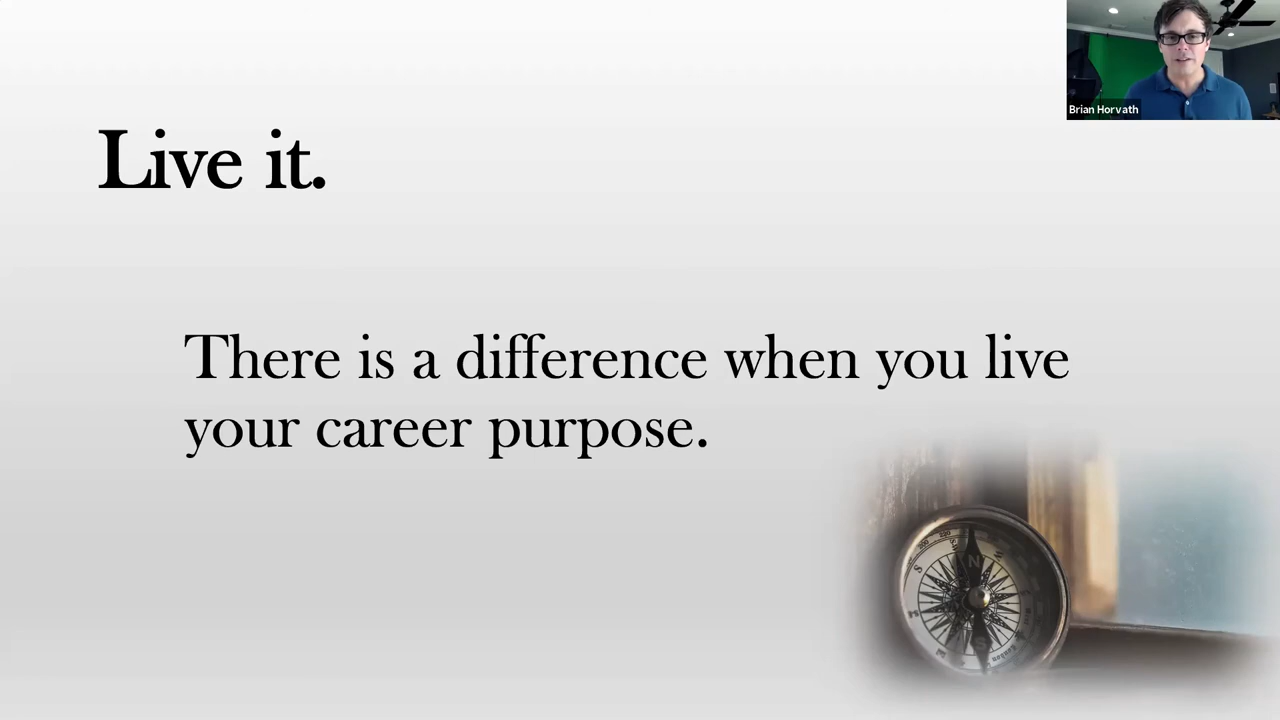 Brian Horvath
Live it.
There is a difference when you live
your career purpose.
N